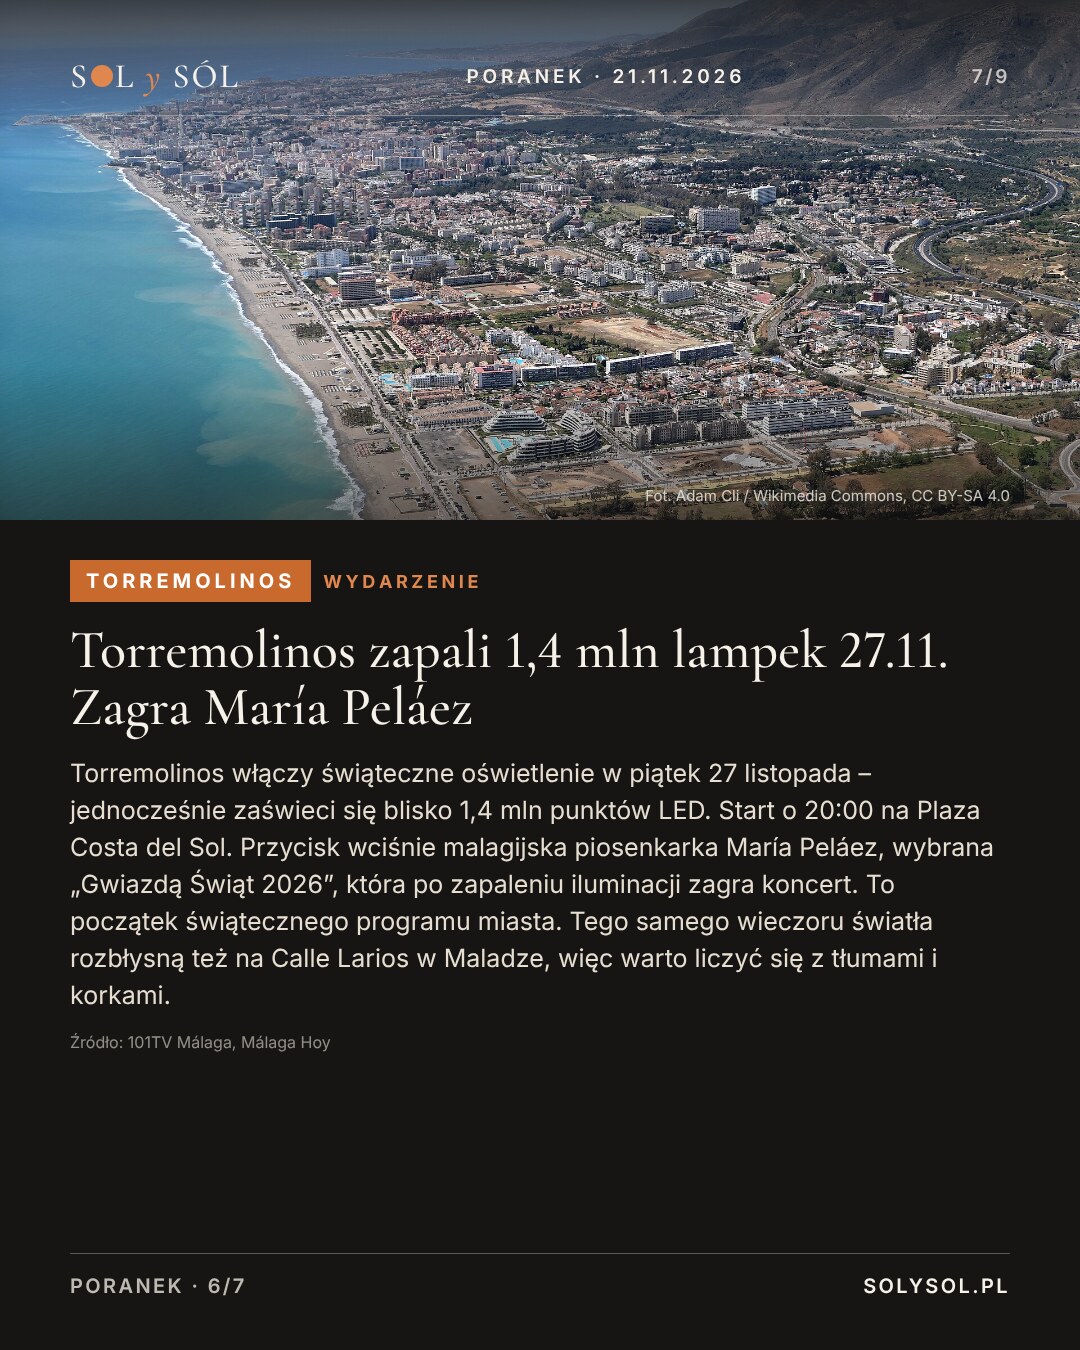 SOL y SÓL
PORANEK · 21.11.2026
7/9
Fot. Adam Cli / Wikimedia Commons, CC BY-SA 4.0
TORREMOLINOS
WYDARZENIE
Torremolinos zapali 1,4 mln lampek 27.11.
Zagra María Peláez
Torremolinos włączy świąteczne oświetlenie w piątek 27 listopada –
jednocześnie zaświeci się blisko 1,4 mln punktów LED. Start o 20:00 na Plaza
Costa del Sol. Przycisk wciśnie malagijska piosenkarka María Peláez, wybrana
„Gwiazdą Świąt 2026”, która po zapaleniu iluminacji zagra koncert. To
początek świątecznego programu miasta. Tego samego wieczoru światła
rozbłysną też na Calle Larios w Maladze, więc warto liczyć się z tłumami i
korkami.
Źródło: 101TV Málaga, Málaga Hoy
PORANEK · 6/7
SOLYSOL.PL